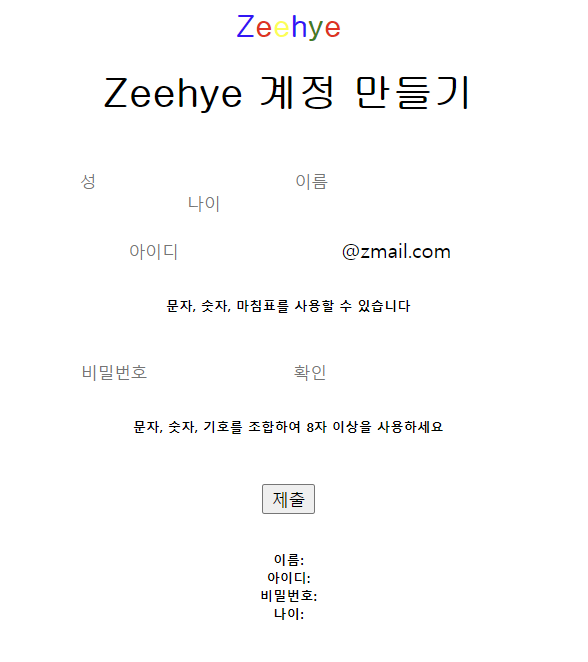 Zeehye
Zeehye 계정 만들기
성 이름
나이
아이디 @zmail.com
문자, 숫자, 마침표를 사용할 수 있습니다
비밀번호 확인
문자, 숫자, 기호를 조합하여 8자 이상을 사용하세요
제출
이름:
아이디:
비밀번호:
나이: